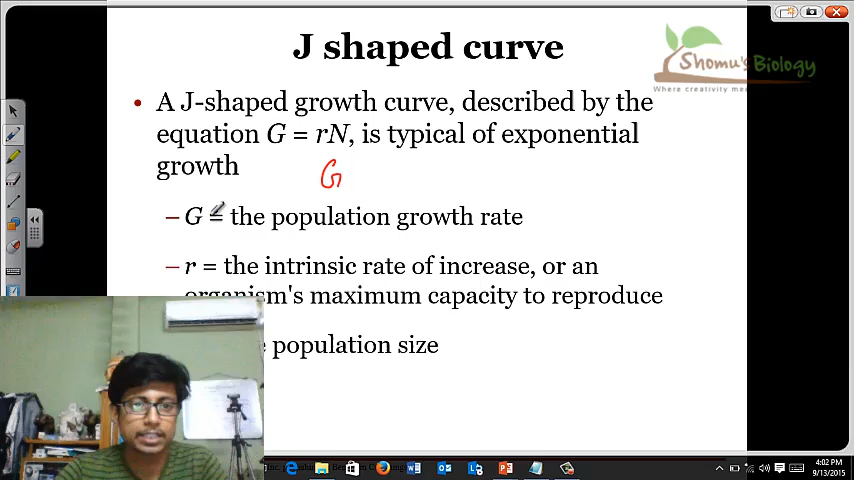 J shaped curve
Shomu's Biology
• A J-shaped growth curve, described by the
equation G = rN, is typical of exponential
growth
G
– G = the population growth rate
– r = the intrinsic rate of increase, or an
organism's maximum capacity to reproduce
population size
4:02 PM
9/13/2015